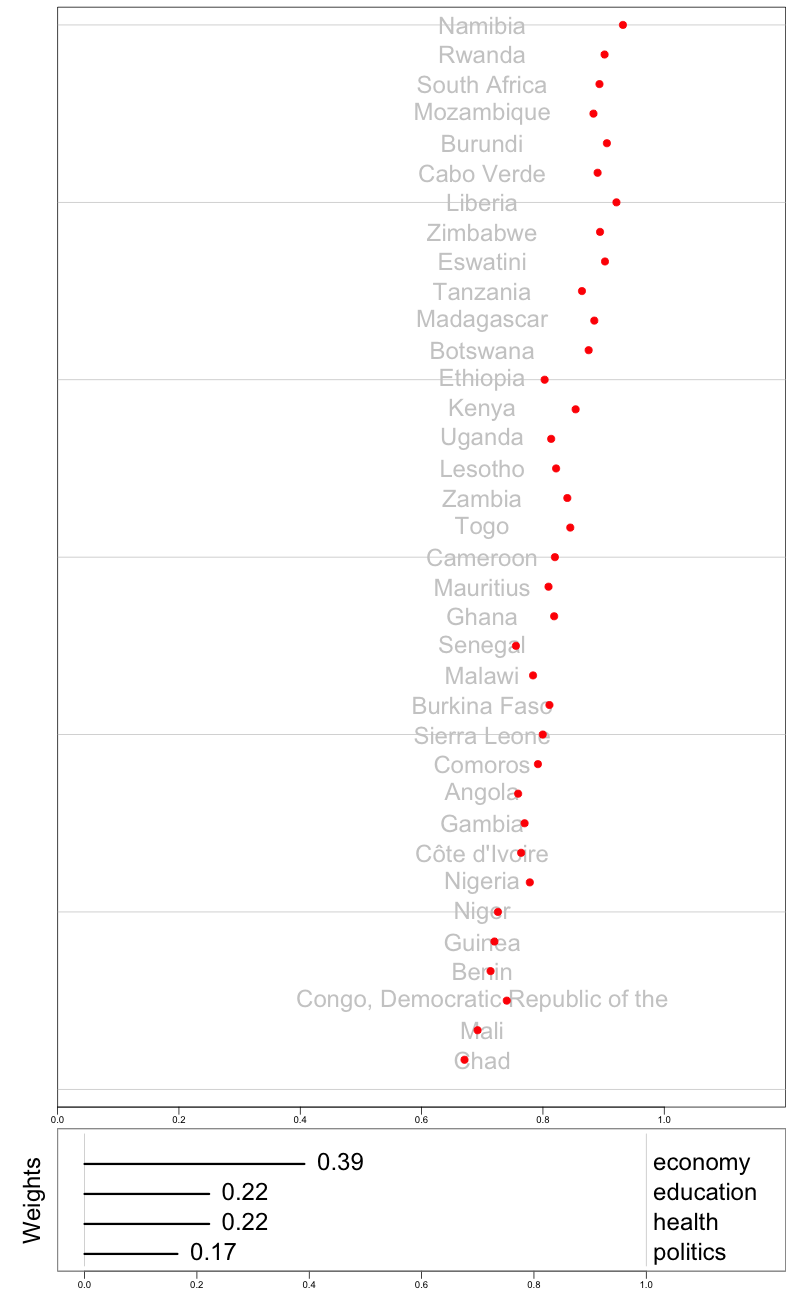 Namibia
Rwanda
South Africa
Mozambique
Burundi
Cabo Verde
Liberia
Zimbabwe
Eswatini
Tanzania
Madagascar
Botswana
Ethiopia
Kenya
Uganda
Lesotho
Zambia
Togo
Cameroon
Mauritius
Ghana
Senegal
Malawi
Burkina Faso
Sierra Leone
Comoros
Angola
Gambia
Côte d'Ivoire
Nigeria
Niger
Guinea
Benin
Congo, Democratic Republic of the
Mali
Chad
0.0 0.2 0.4 0.6 0.8 1.0
Weights
0.39 economy
0.22 education
0.22 health
0.17 politics
0.0 0.2 0.4 0.6 0.8 1.0